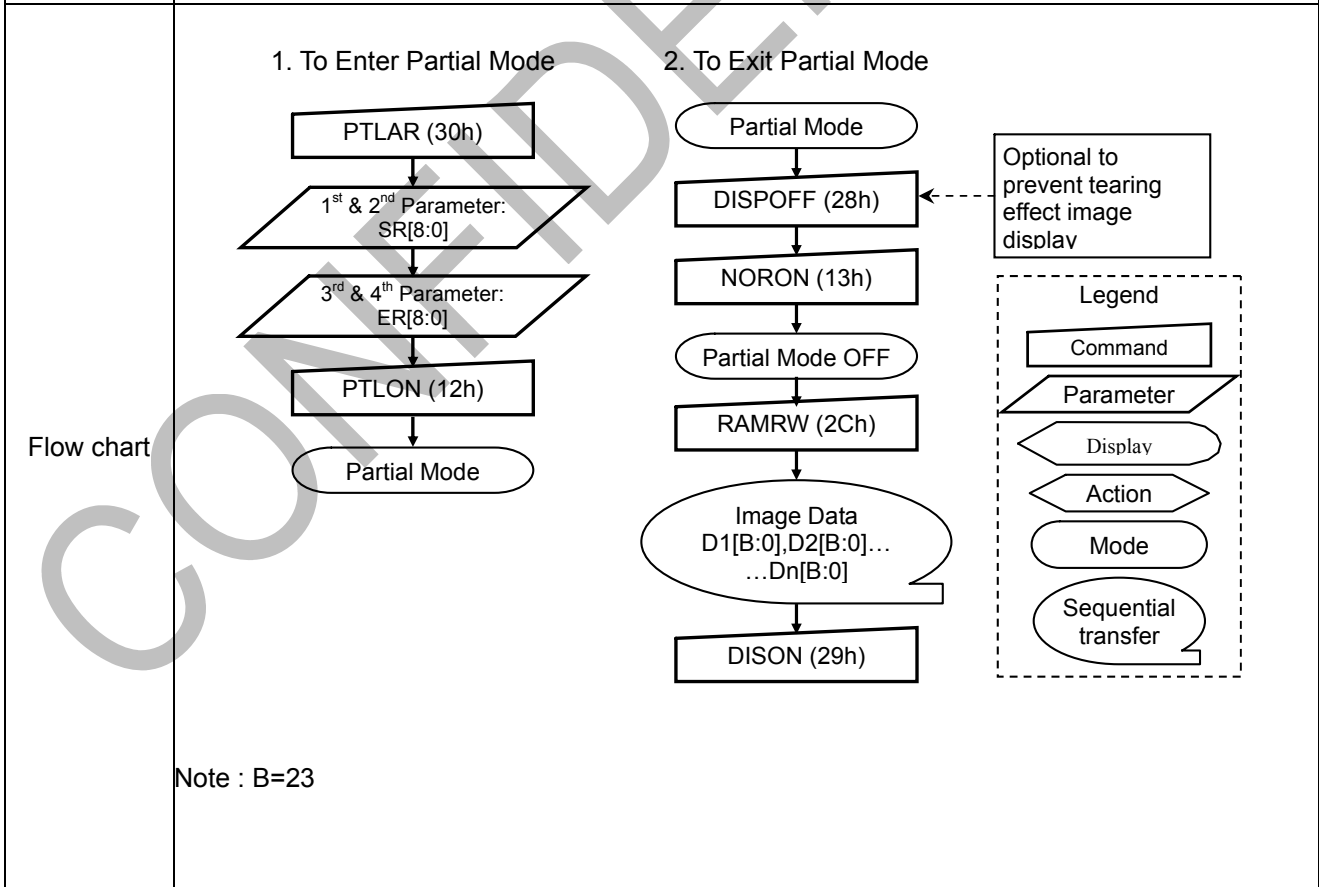 1. To Enter Partial Mode
PTLAR (30h)
1st & 2nd Parameter:
SR[8:0]
3rd & 4th Parameter:
ER[8:0]
PTLON (12h)
Partial Mode
2. To Exit Partial Mode
Partial Mode
DISPOFF (28h)
NORON (13h)
Partial Mode OFF
RAMRW (2Ch)
Image Data
D1[B:0],D2[B:0]…
…Dn[B:0]
DISON (29h)
Optional to
prevent tearing
effect image
display
Legend
Command
Parameter
Display
Action
Mode
Sequential
transfer
Flow chart
Note : B=23
CONFIDE